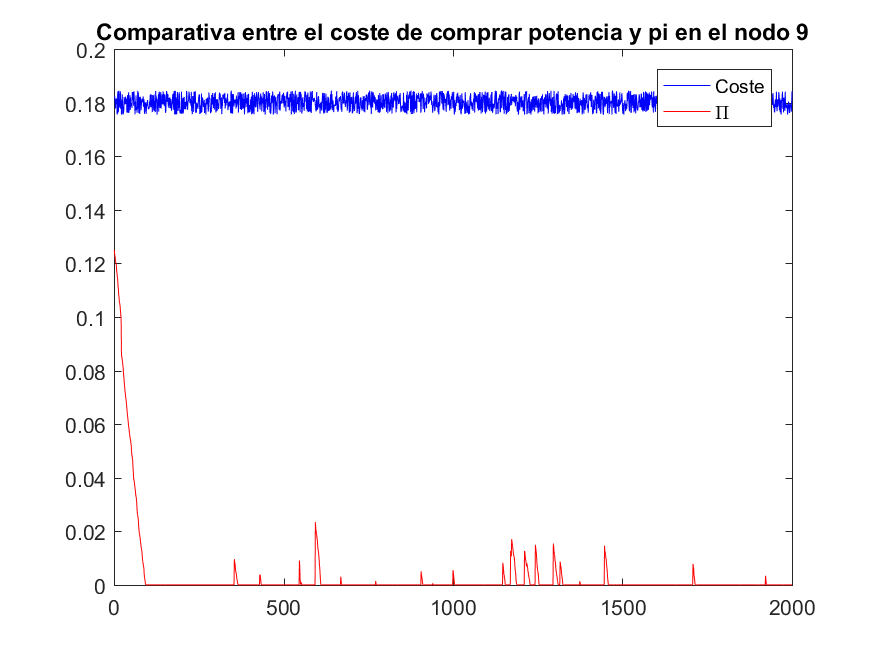 Comparativa entre el coste de comprar potencia y pi en el nodo 9
0.2
0.18
0.16
0.14
0.12
0.1
0.08
0.06
0.04
0.02
0
0 500 1000 1500 2000
Coste
Π